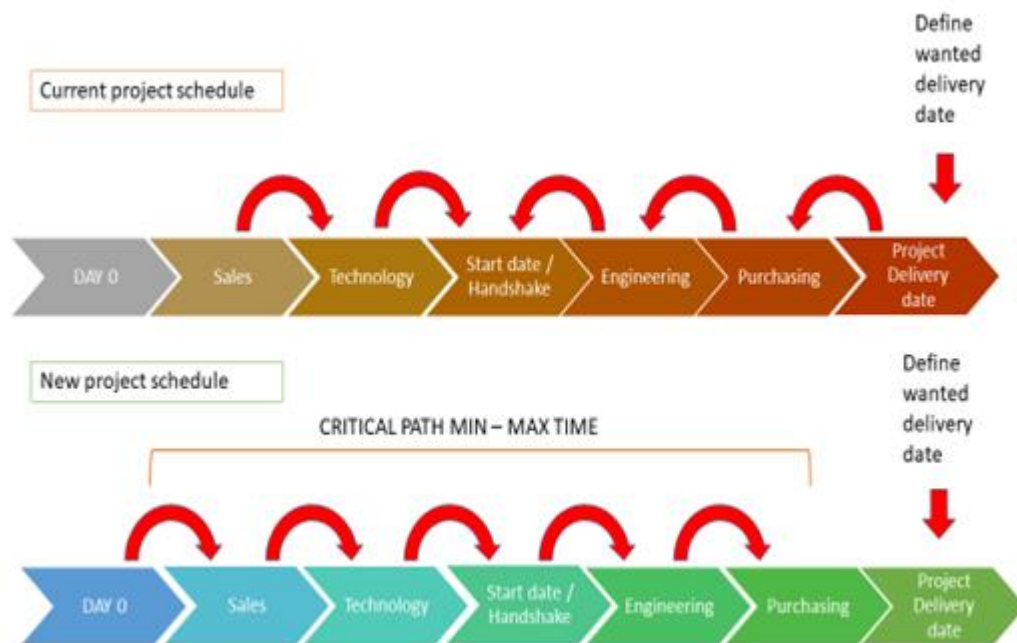 Define
wanted
delivery
date
Current project schedule
DAY 0
Sales
Technology
Start date /
Handshake
Engineering
Purchasing
Project
Delivery
date
New project schedule
Define
wanted
delivery
date
CRITICAL PATH MIN – MAX TIME
DAY 0
Sales
Technology
Start date /
Handshake
Engineering
Purchasing
Project
Delivery
date